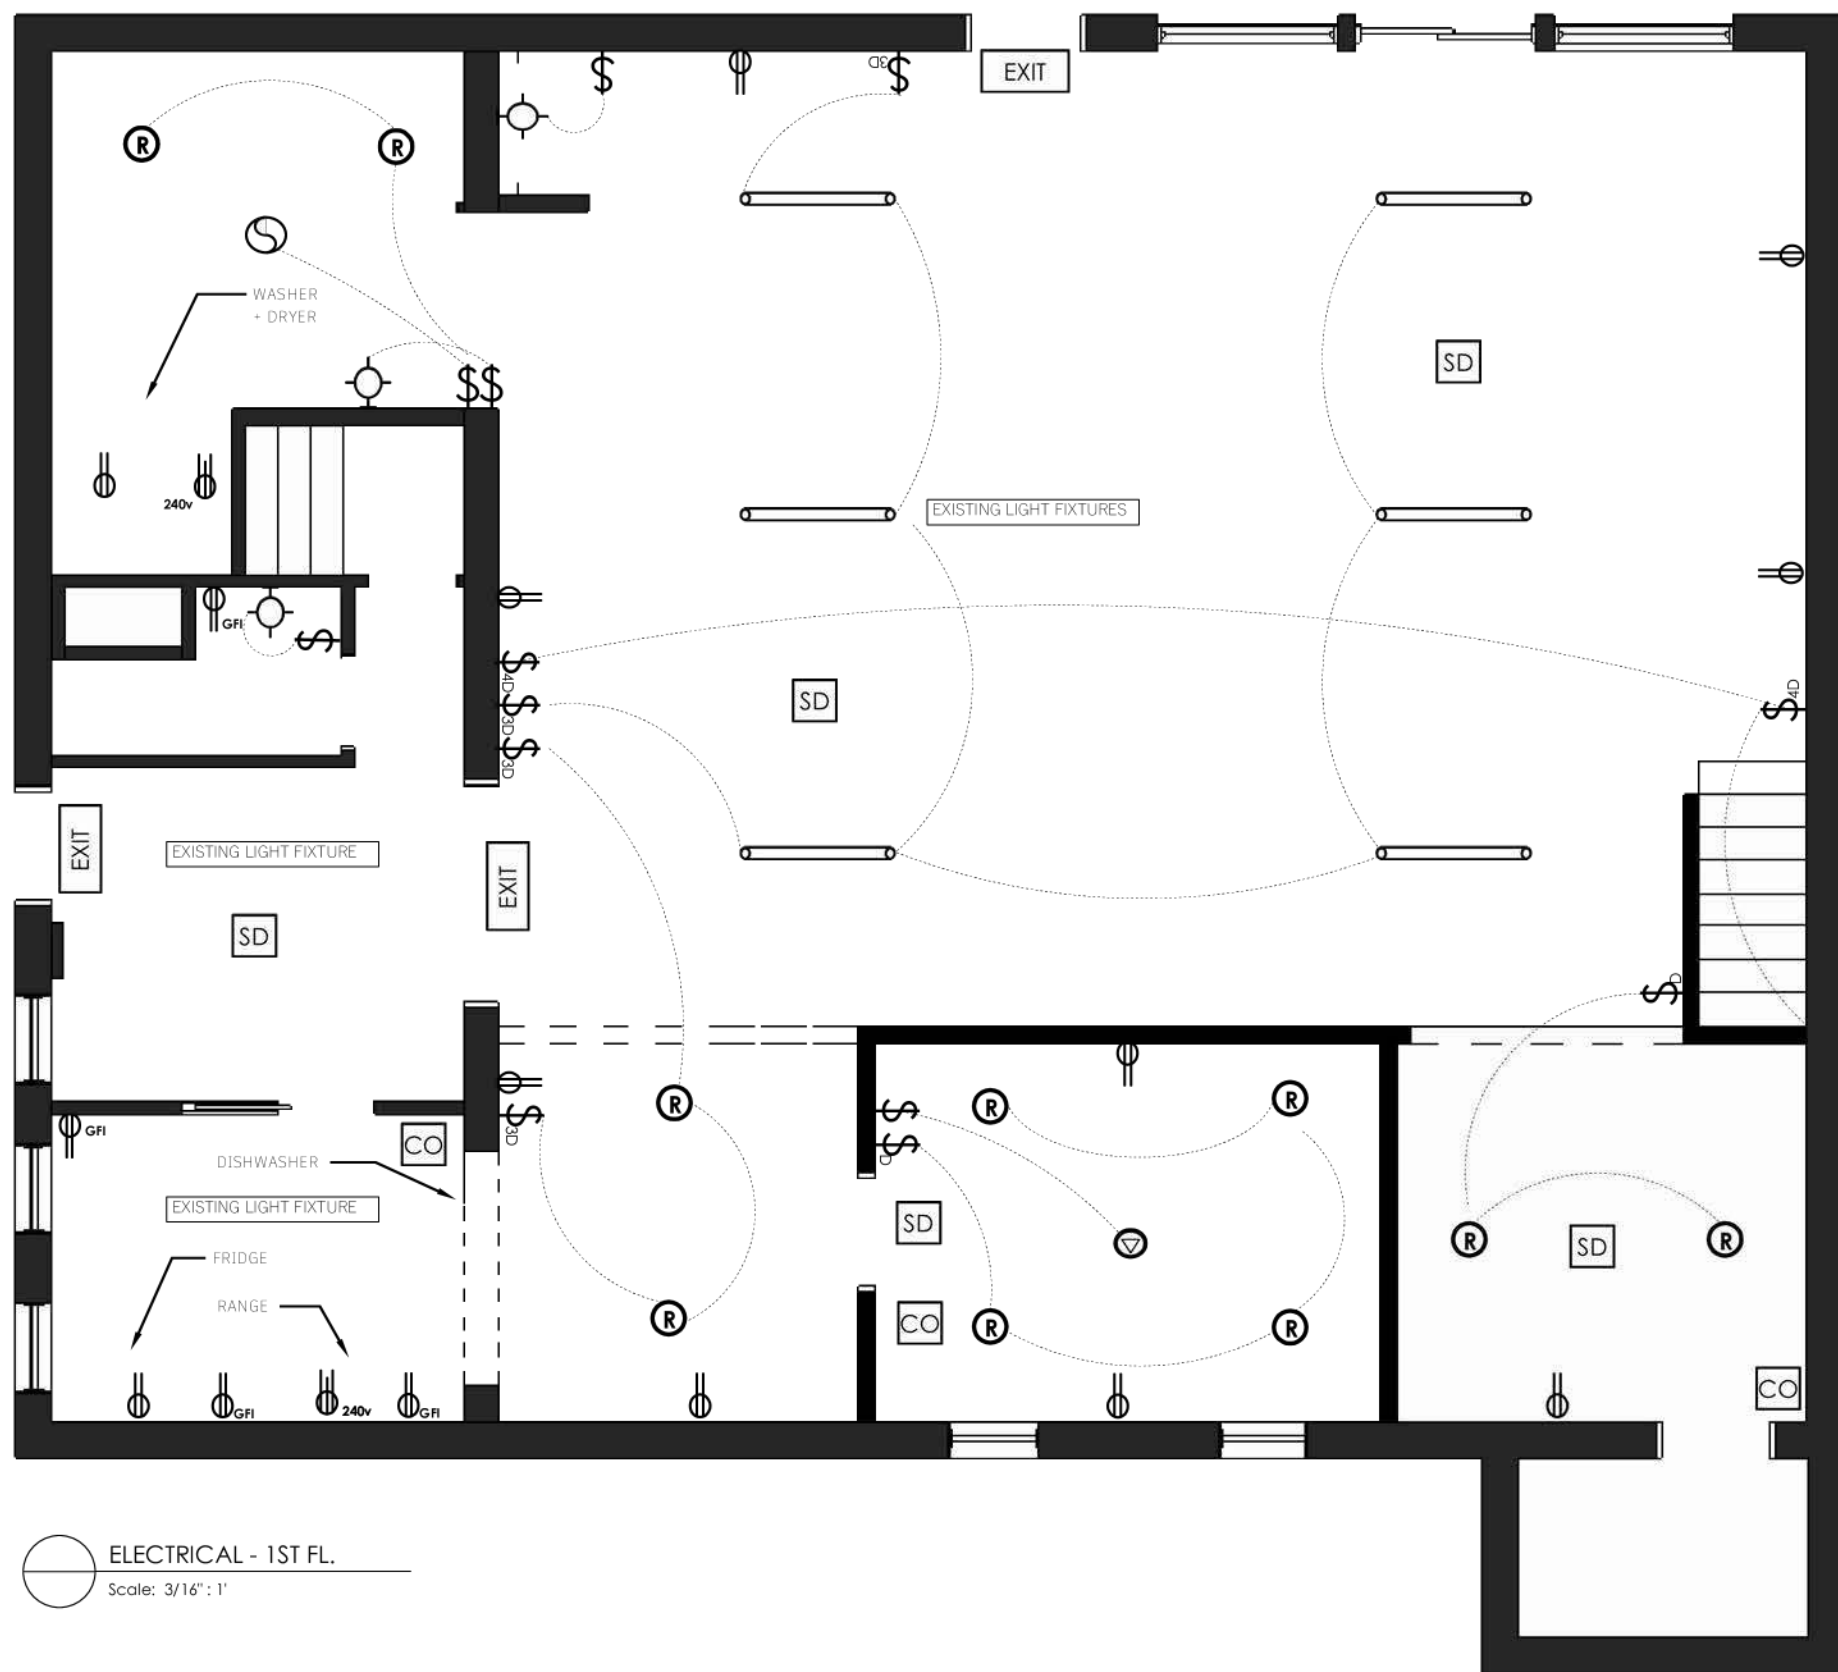 3D
EXIT
R
R
WASHER
+ DRYER
$
$
$$
SD
240v
EXISTING LIGHT FIXTURES
GFI
$
$
4D
$
3D
$
3D
SD
$
4D
EXIT
EXISTING LIGHT FIXTURE
EXIT
SD
$
D
GFI
CO
$
3D
R
$
$
D
R
R
DISHWASHER
EXISTING LIGHT FIXTURE
SD
FRIDGE
R
SD
R
RANGE
R
CO
R
R
GFI
240v
GFI
CO
ELECTRICAL - 1ST FL.
Scale: 3/16" : 1'